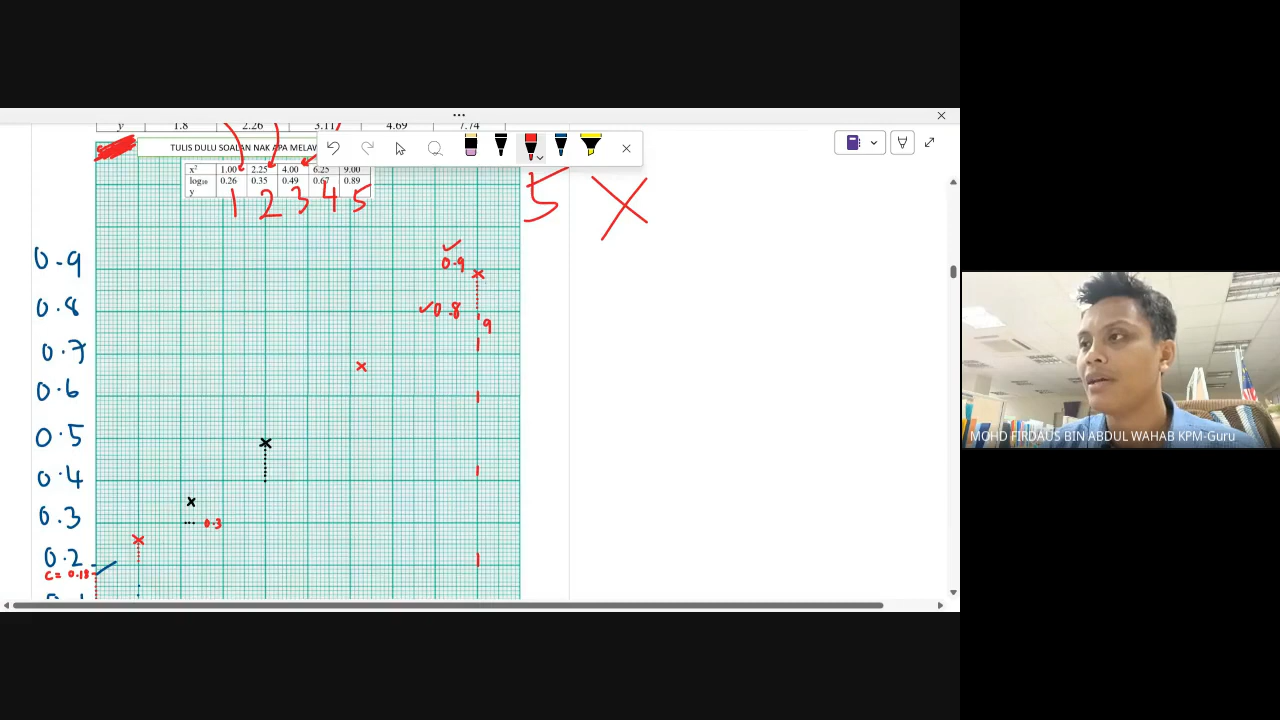 y 1.8 2.26 3.11 4.69 7.74
TULIS DULU SOALAN NAK APA MELAW
x² 1.00 2.25 4.00 6.25 9.00
log₁₀ y 0.26 0.35 0.49 0.67 0.89
1 2 3 4 5
5 X
0.9
0.9
0.8
0.8
9
0.7
0.6
0.5
0.4
0.3
0.3
0.2
c = 0.18
MOHD FIRDAUS BIN ABDUL WAHAB KPM-Guru